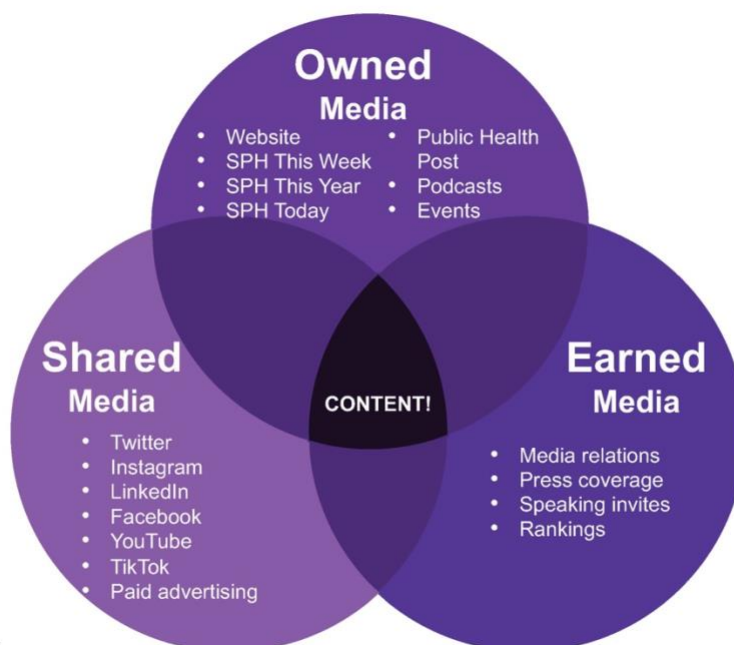 Owned
Media
• Website
• SPH This Week
• SPH This Year
• SPH Today
• Public Health
Post
• Podcasts
• Events
Shared
Media
• Twitter
• Instagram
• LinkedIn
• Facebook
• YouTube
• TikTok
• Paid advertising
CONTENT!
Earned
Media
• Media relations
• Press coverage
• Speaking invites
• Rankings